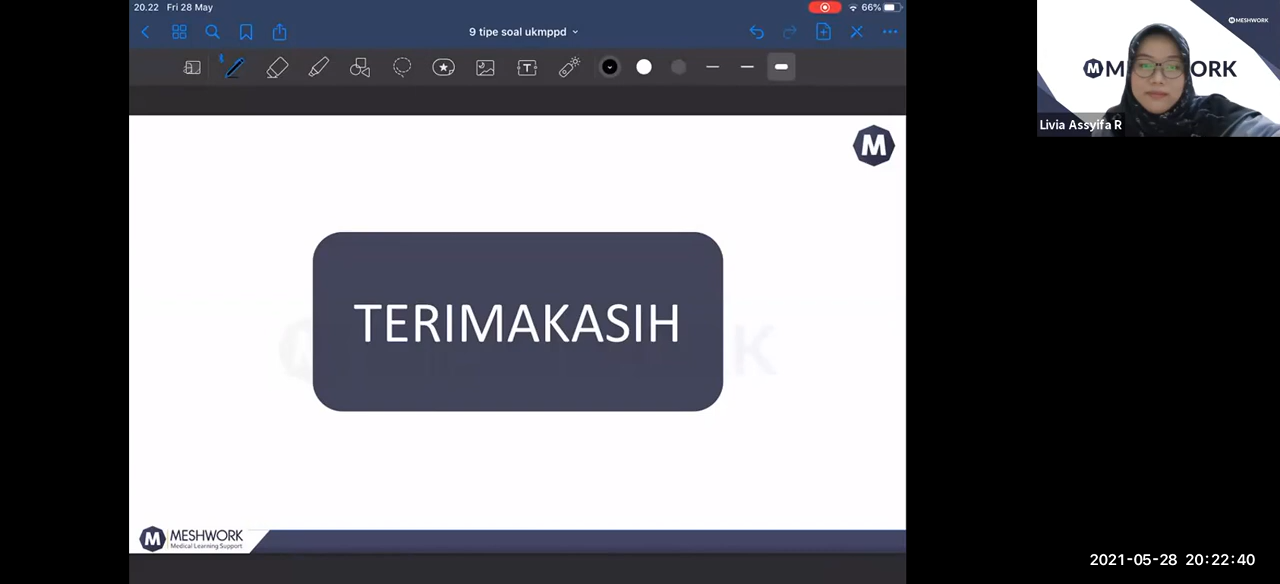 20.22 Fri 28 May
66%
9 tipe soal ukmppd
M
TERIMAKASIH
K
M MESHWORK
Medical Learning Support
MESHWORK
M M ORK
Livia Assyifa R
2021-05-28 20:22:40